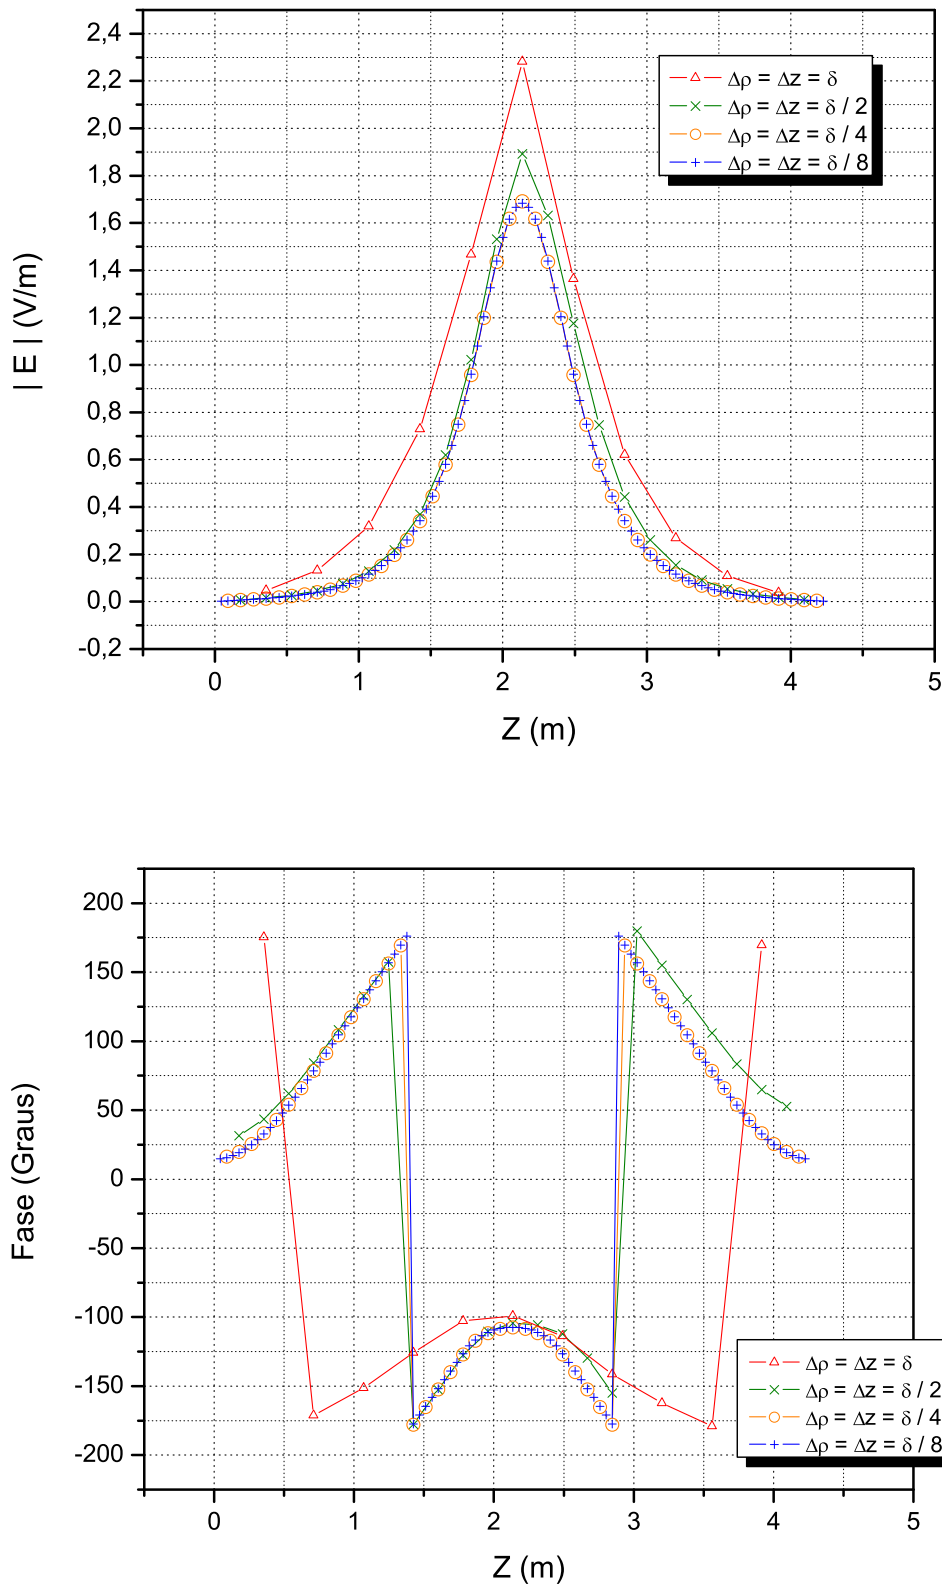 2,4
2,2
2,0
1,8
1,6
1,4
1,2
1,0
0,8
0,6
0,4
0,2
0,0
-0,2
| E | (V/m)
Δρ = Δz = δ
Δρ = Δz = δ / 2
Δρ = Δz = δ / 4
Δρ = Δz = δ / 8
0 1 2 3 4 5
Z (m)
200
150
100
50
0
-50
-100
-150
-200
Fase (Graus)
Δρ = Δz = δ
Δρ = Δz = δ / 2
Δρ = Δz = δ / 4
Δρ = Δz = δ / 8
0 1 2 3 4 5
Z (m)